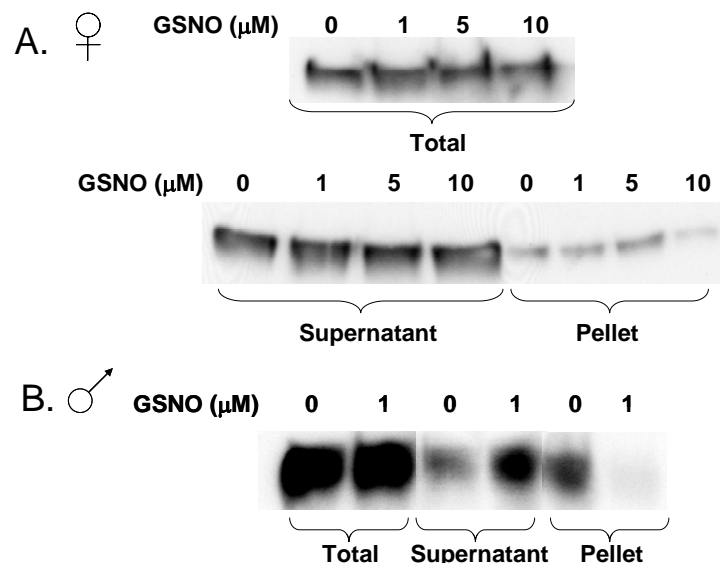 A. ♀ GSNO (μM) 0 1 5 10
Total
GSNO (μM) 0 1 5 10 0 1 5 10
Supernatant Pellet
B. ♂ GSNO (μM) 0 1 0 1 0 1
Total Supernatant Pellet